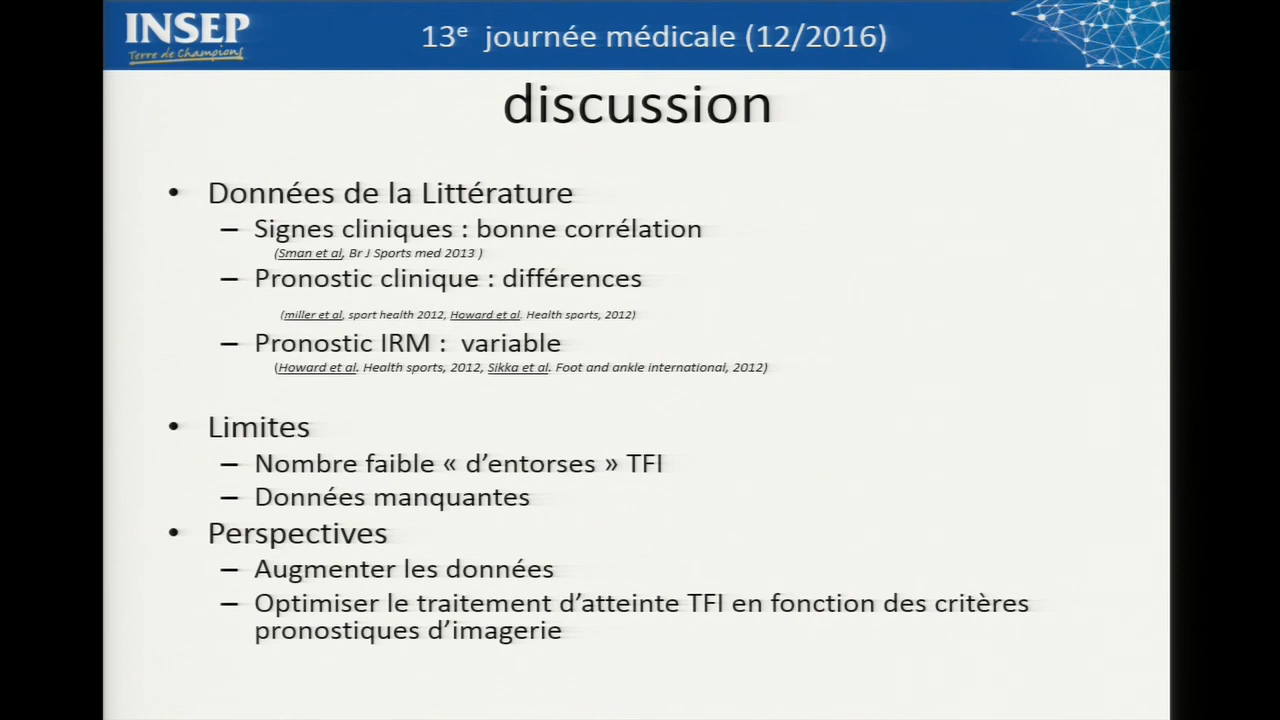 INSEP
Terre de Champions
13e journée médicale (12/2016)
discussion
• Données de la Littérature
– Signes cliniques : bonne corrélation
(Sman et al, Br J Sports med 2013 )
– Pronostic clinique : différences
(miller et al, sport health 2012, Howard et al. Health sports, 2012)
– Pronostic IRM : variable
(Howard et al. Health sports, 2012, Sikka et al. Foot and ankle international, 2012)
• Limites
– Nombre faible « d’entorses » TFI
– Données manquantes
• Perspectives
– Augmenter les données
– Optimiser le traitement d’atteinte TFI en fonction des critères
pronostiques d’imagerie